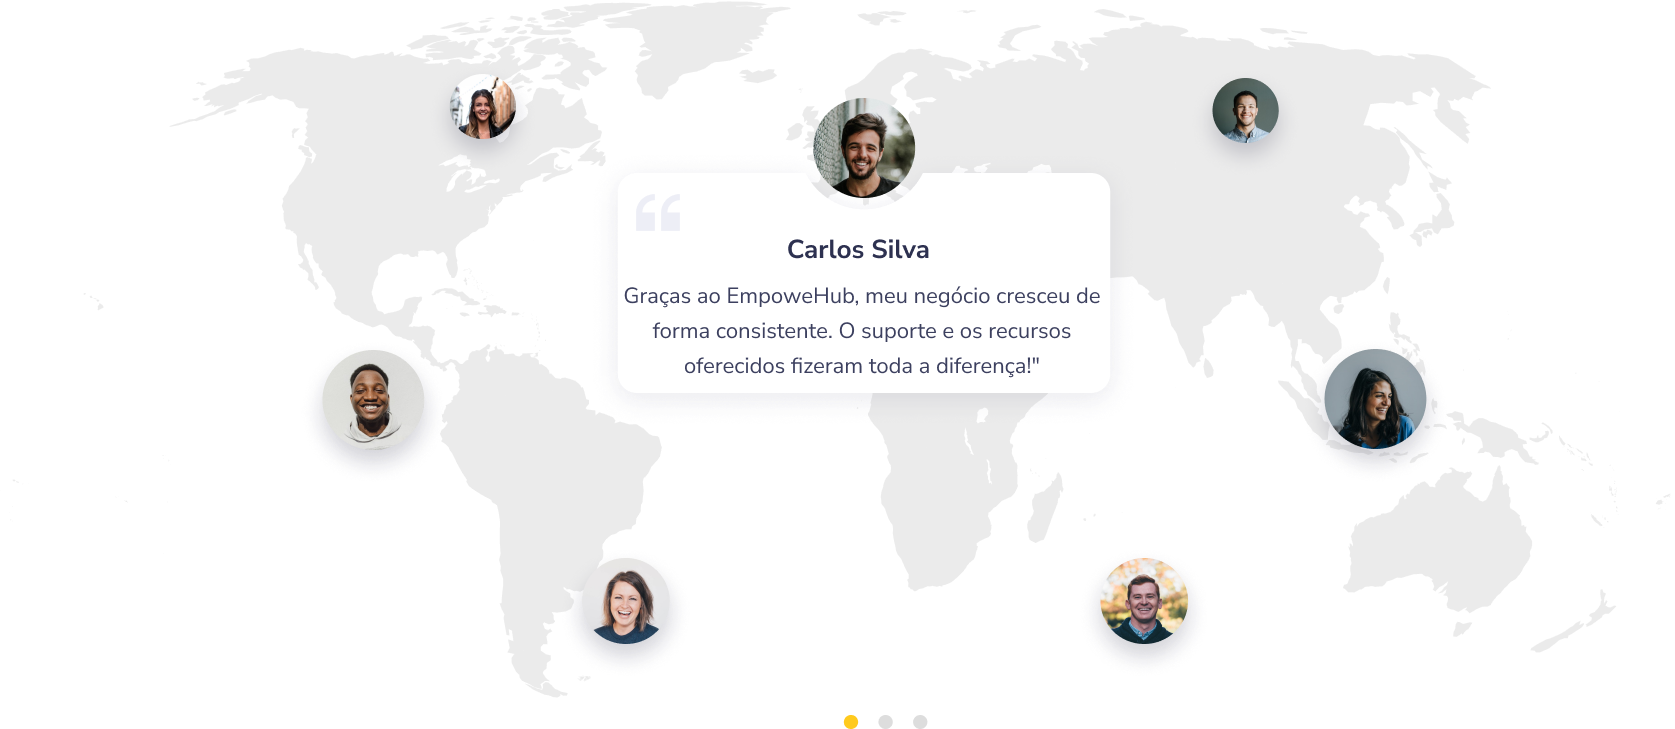 Carlos Silva
Graças ao EmpoweHub, meu negócio cresceu de
forma consistente. O suporte e os recursos
oferecidos fizeram toda a diferença!"